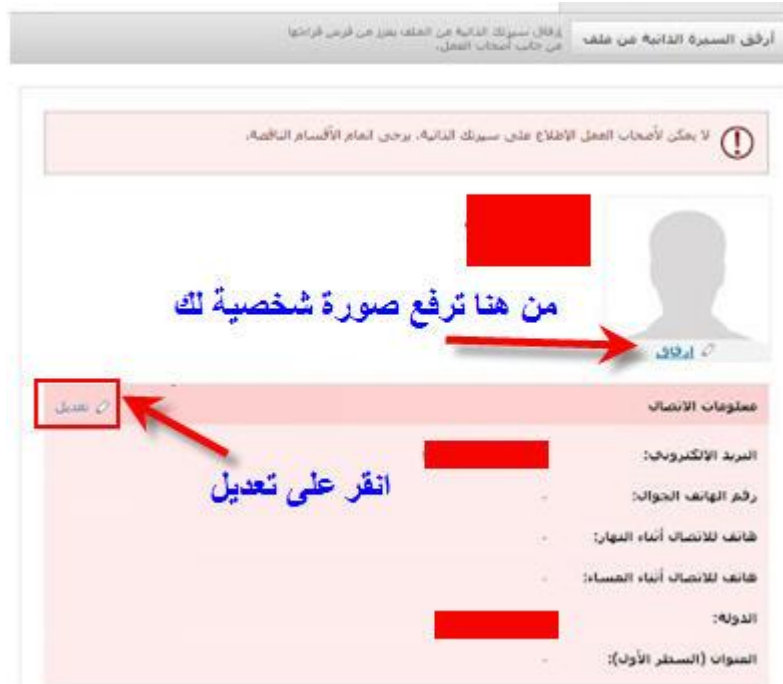 أرفق السيرة الذاتية من ملف
إرفاق سيرتك الذاتية من الملف يعزز من فرص قراءتها
من جانب أصحاب العمل.
لا يمكن لأصحاب العمل الإطلاع على سيرتك الذاتية، يرجى اتمام الأقسام الناقصة.
من هنا ترفع صورة شخصية لك
ارفاق
معلومات الاتصال
تعديل
البريد الإلكتروني:
انقر على تعديل
رقم الهاتف الجوال: -
هاتف للاتصال أثناء النهار: -
هاتف للاتصال أثناء المساء: -
الدولة:
العنوان (السطر الأول): -